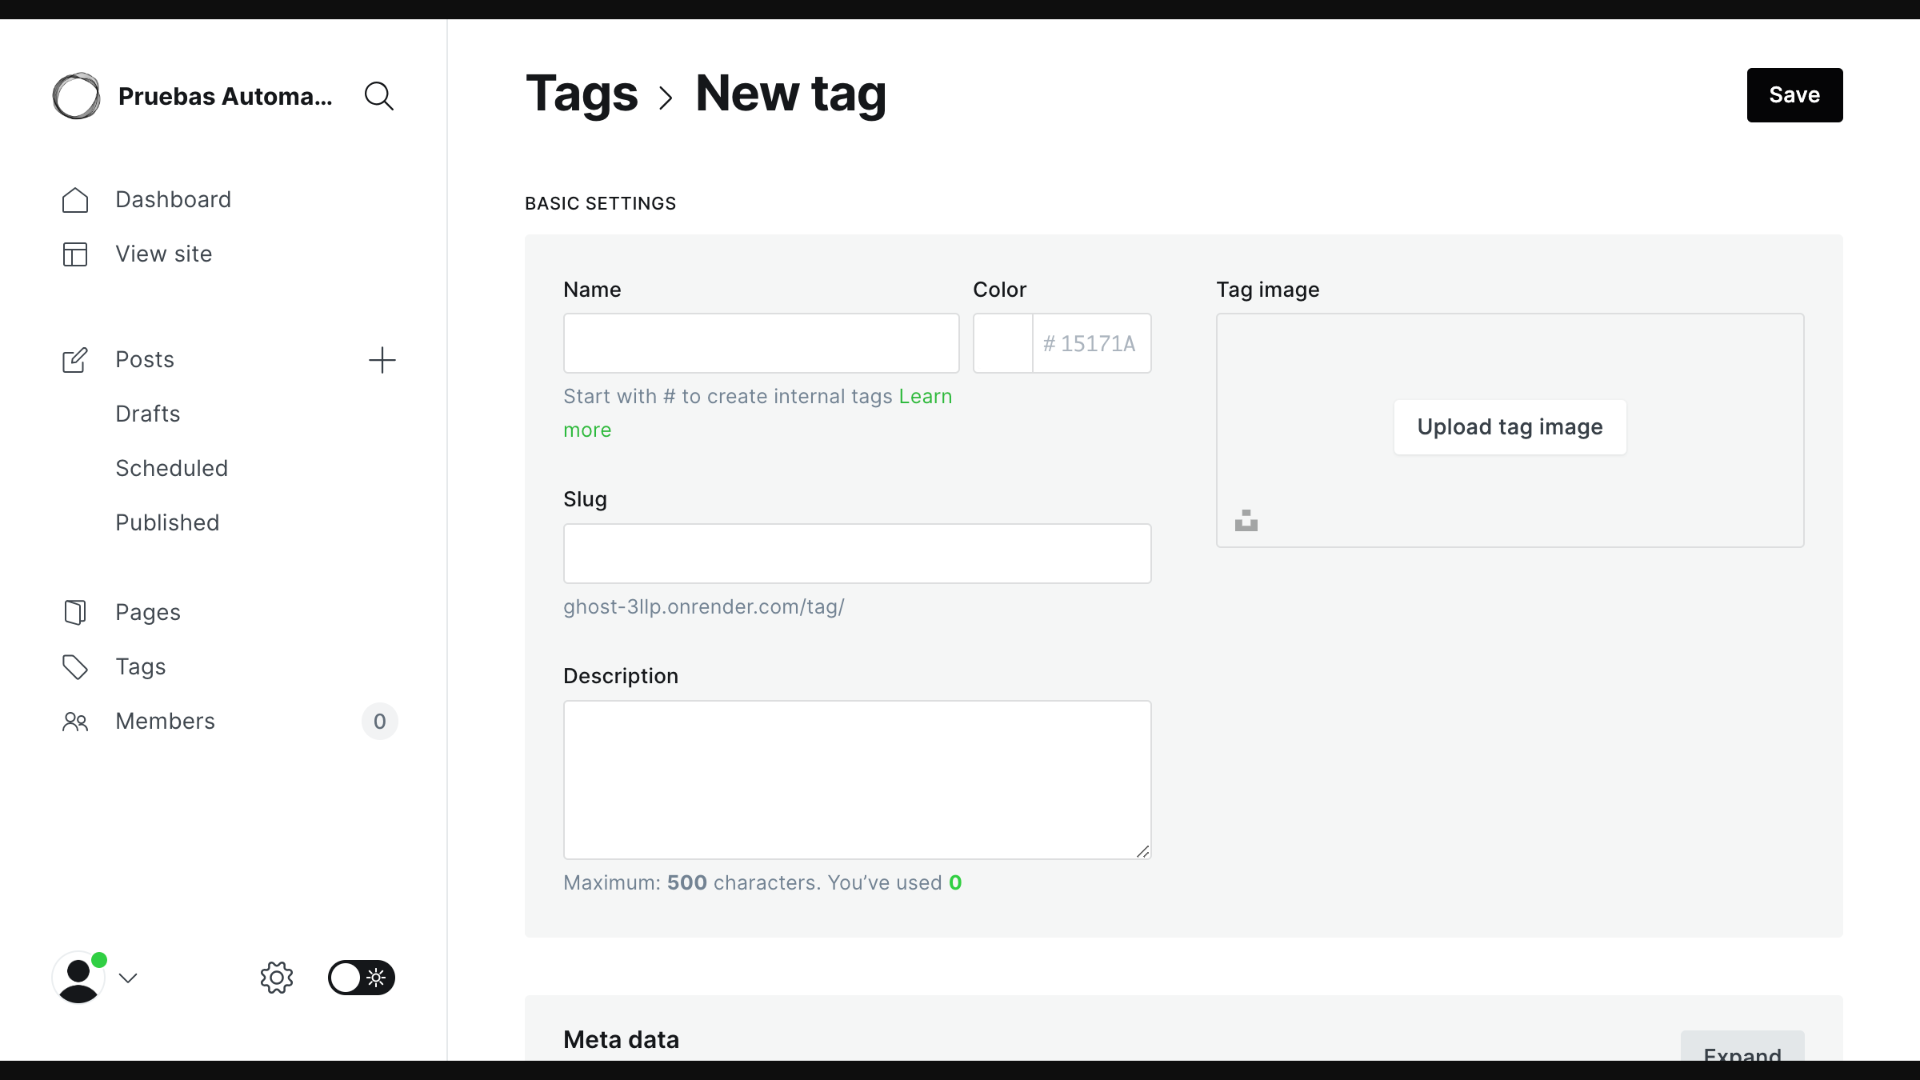 Pruebas Automa...
Dashboard
View site
Posts
Drafts
Scheduled
Published
Pages
Tags
Members
0
Tags > New tag
Save
BASIC SETTINGS
Name
Color
# 15171A
Start with # to create internal tags Learn
more
Slug
ghost-3llp.onrender.com/tag/
Description
Maximum: 500 characters. You’ve used 0
Tag image
Upload tag image
Meta data
Expand